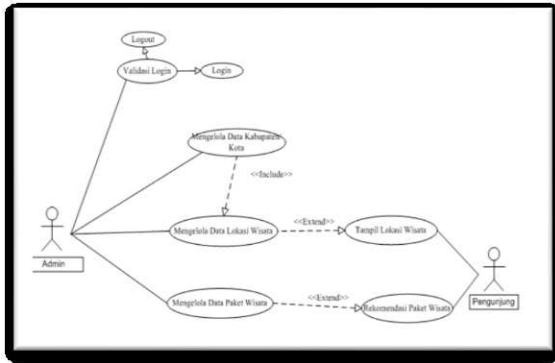 Logout
Validasi Login
Login
Mengelola Data Kabupaten/
Kota
<<Include>>
Mengelola Data Lokasi Wisata
<<Extend>>
Tampil Lokasi Wisata
Admin
Mengelola Data Paket Wisata
<<Extend>>
Rekomendasi Paket Wisata
Pengunjung